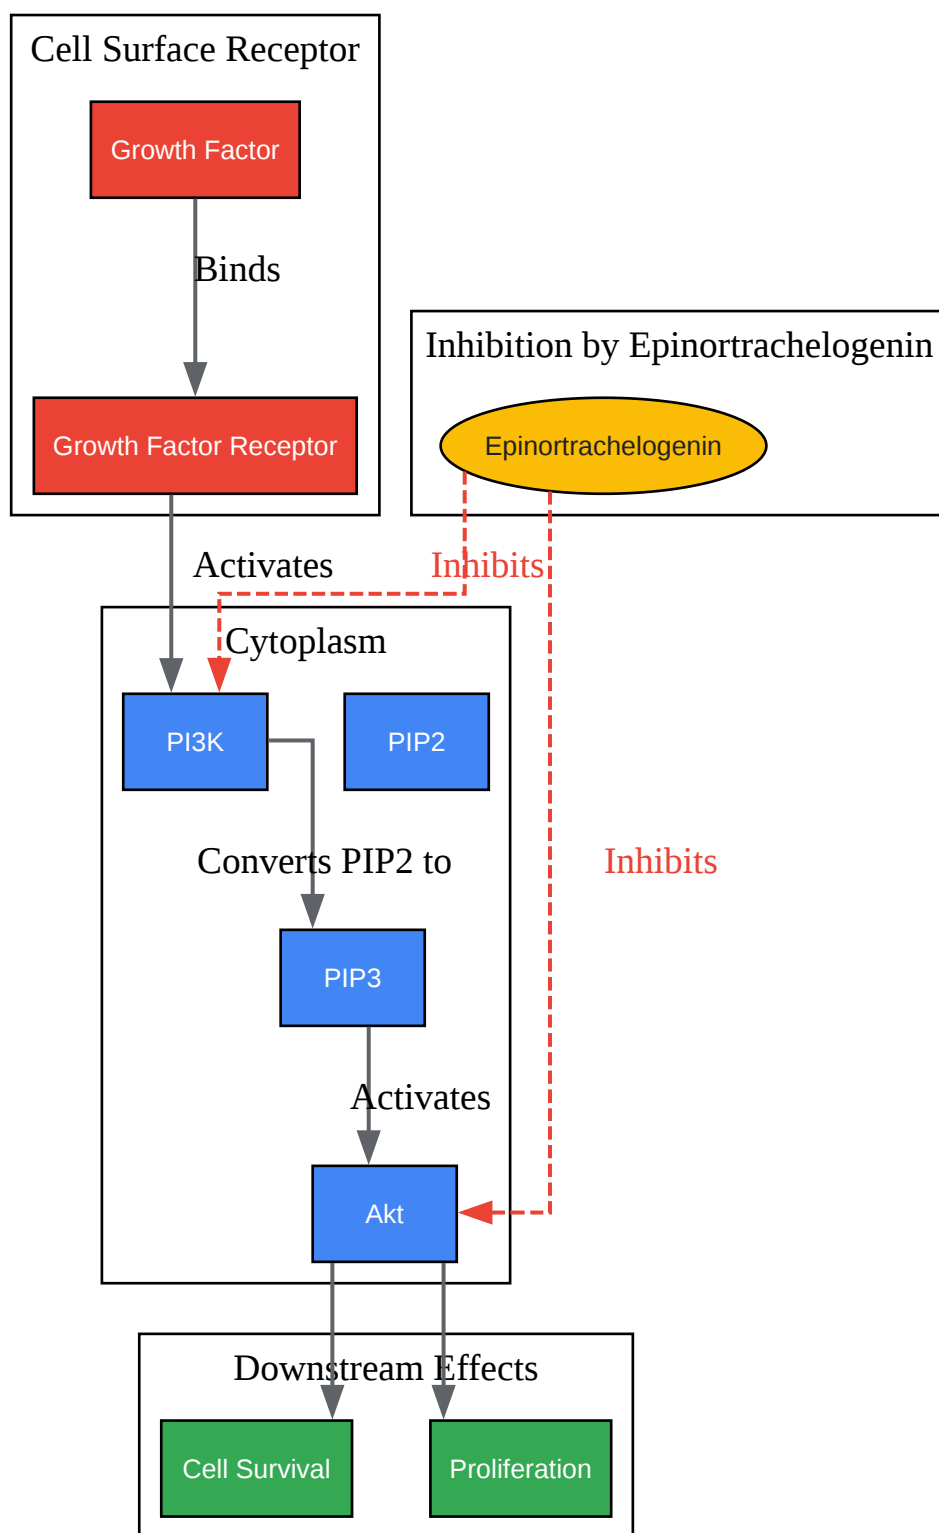 Cell Surface Receptor
Growth Factor
Binds
Inhibition by Epinortrachelogenin
Growth Factor Receptor
Epinortrachelogenin
Activates
Inhibits
Cytoplasm
PI3K
PIP2
Converts PIP2 to
Inhibits
PIP3
Activates
Akt
Downstream Effects
Cell Survival
Proliferation